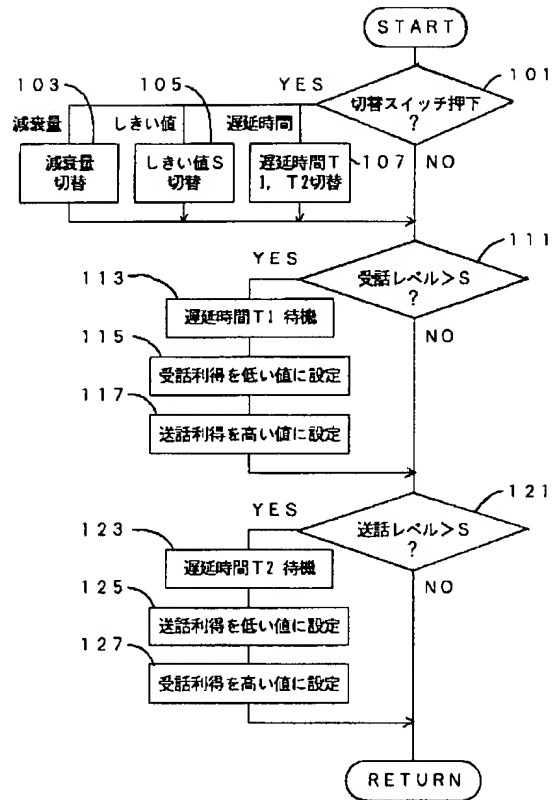 START
101
切替スイッチ押下
?
YES
NO
103
105
減衰量
しきい値
遅延時間
減衰量
切替
しきい値S
切替
遅延時間T
1, T2切替
107
111
受話レベル>S
?
YES
NO
113
遅延時間T1 待機
115
受話利得を低い値に設定
117
送話利得を高い値に設定
121
送話レベル>S
?
YES
NO
123
遅延時間T2 待機
125
送話利得を低い値に設定
127
受話利得を高い値に設定
RETURN